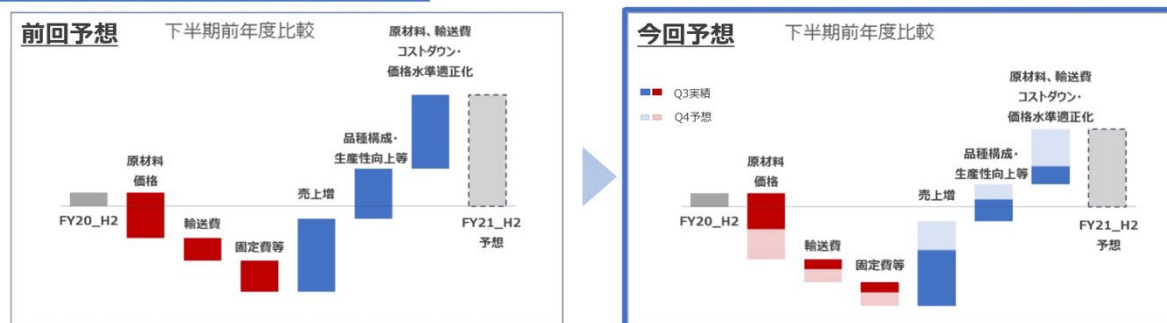 前回予想
下半期前年度比較
原材料、輸送費
コストダウン・
価格水準適正化
品種構成・
生産性向上等
原材料
価格
売上増
FY20_H2
輸送費
固定費等
FY21_H2
予想
今回予想
下半期前年度比較
Q3実績
Q4予想
原材料、輸送費
コストダウン・
価格水準適正化
品種構成・
生産性向上等
原材料
価格
売上増
FY20_H2
輸送費
固定費等
FY21_H2
予想